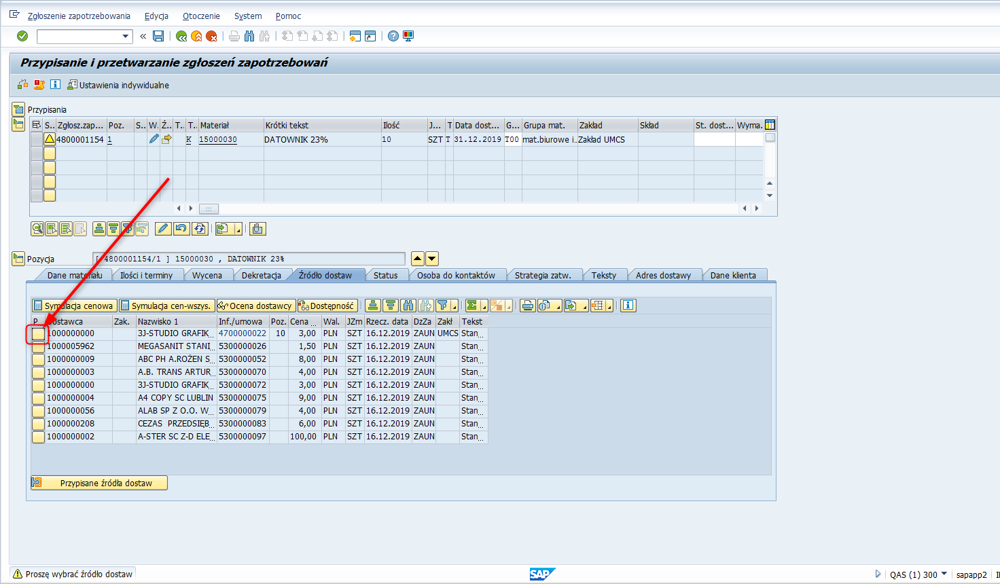 Zgłoszenie zapotrzebowania Edycja Otoczenie System Pomoc
Przypisanie i przetwarzanie zgłoszeń zapotrzebowań
Ustawienia indywidualne
Przypisania
S.. Zgłosz.zap... Poz. S.. W. Ź.. T.. T.. Materiał Krótki tekst Ilość J... T Data dost... G... Grupa mat. Zakład Skład St. dost... Wyma.
4800001154 1 K 15000030 DATOWNIK 23% 10 SZT T 31.12.2019 T00 mat.biurowe i.. Zakład UMCS
Pozycja [ 4800001154/1 ] 15000030 , DATOWNIK 23%
Dane materiału Ilości i terminy Wycena Dekretacja Źródło dostaw Status Osoba do kontaktów Strategia zatw. Teksty Adres dostawy Dane klienta
Symulacja cenowa Symulacja cen-wszys. Ocena dostawcy Dostępność
P... Dostawca Zak. Nazwisko 1 Inf./umowa Poz. Cena ... Wal. JZm Rzecz. data DzZa Zakł Tekst
1000000000 3J-STUDIO GRAFIK... 4700000022 10 3,00 PLN SZT 16.12.2019 ZAUN UMCS Stan...
1000005962 MEGASANIT STANI... 5300000026 1,50 PLN SZT 16.12.2019 ZAUN Stan...
1000000009 ABC PH A.ROŻEN S... 5300000052 8,00 PLN SZT 16.12.2019 ZAUN Stan...
1000000003 A.B. TRANS ARTUR... 5300000070 4,00 PLN SZT 16.12.2019 ZAUN Stan...
1000000000 3J-STUDIO GRAFIK... 5300000072 3,00 PLN SZT 16.12.2019 ZAUN Stan...
1000000004 A4 COPY SC LUBLIN 5300000075 9,00 PLN SZT 16.12.2019 ZAUN Stan...
1000000056 ALAB SP Z O.O. W... 5300000079 4,00 PLN SZT 16.12.2019 ZAUN Stan...
1000000208 CEZAS PRZEDSIĘB... 5300000083 6,00 PLN SZT 16.12.2019 ZAUN Stan...
1000000002 A-STER SC Z-D ELE... 5300000097 100,00 PLN SZT 16.12.2019 ZAUN Stan...
Przypisane źródła dostaw
Proszę wybrać źródło dostaw SAP QAS (1) 300 sapapp2